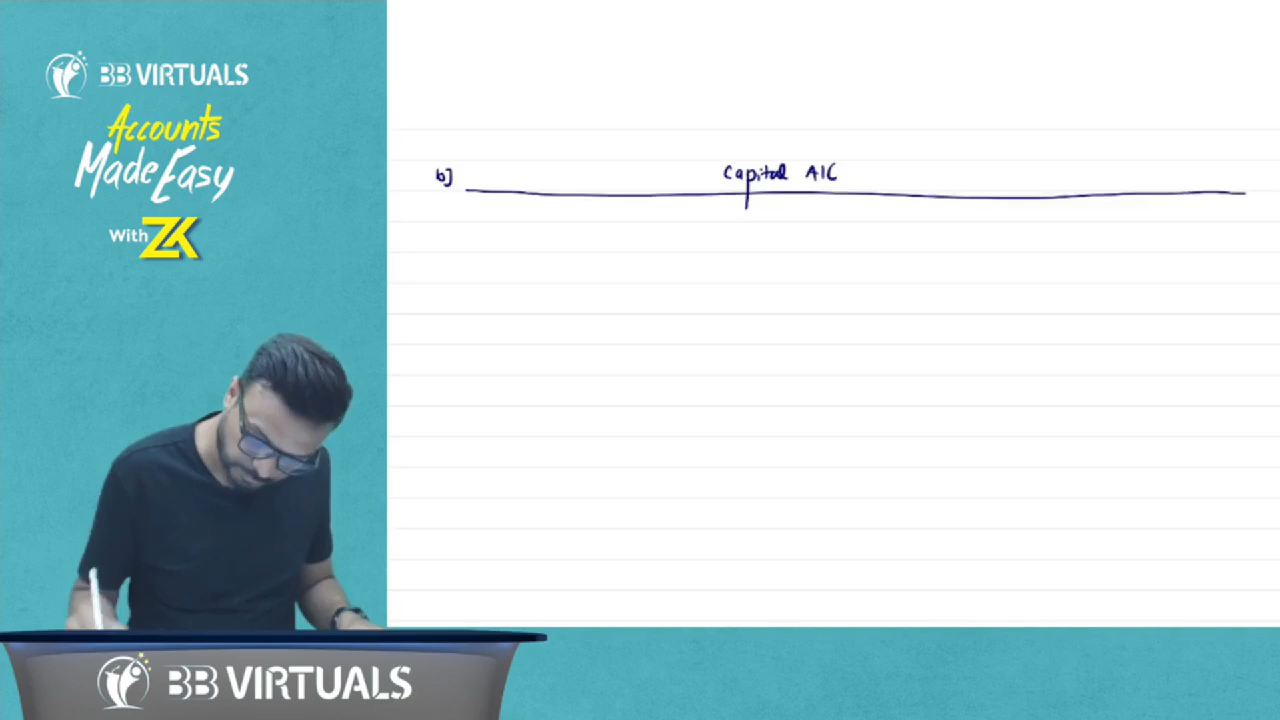 BB VIRTUALS
Accounts
Made Easy
With ZK
b] Capital A/C
BB VIRTUALS